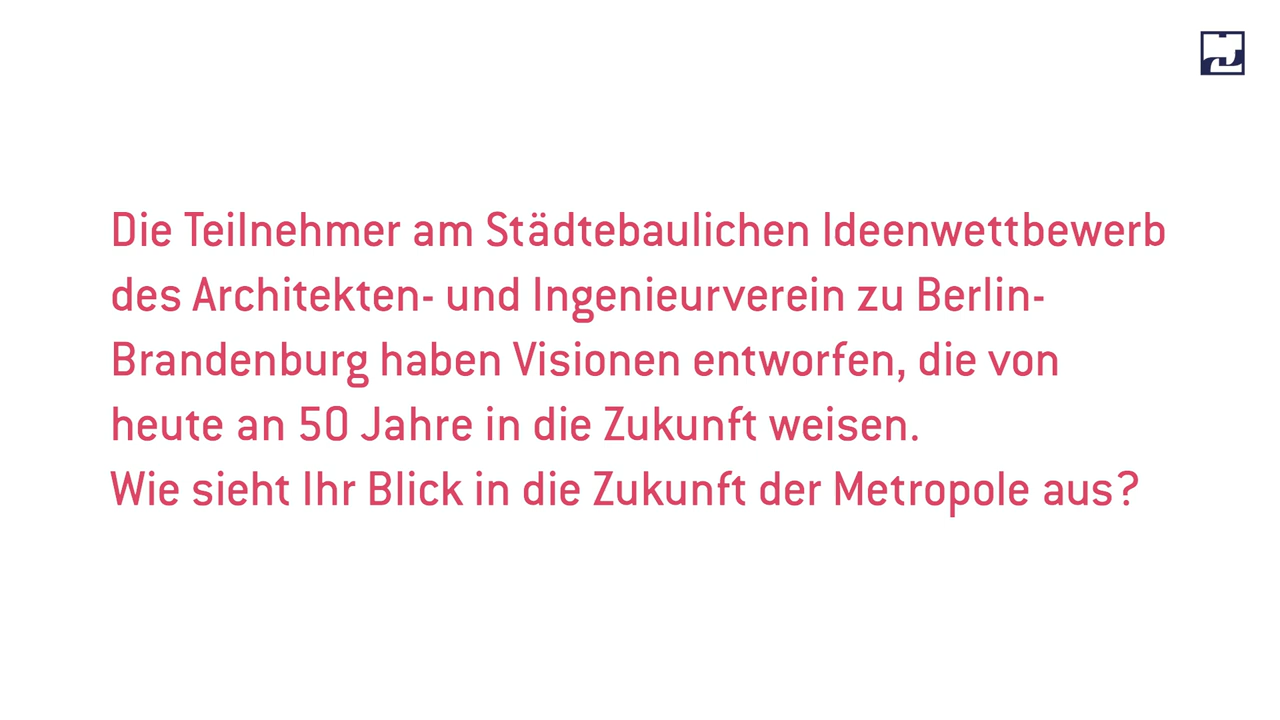 Die Teilnehmer am Städtebaulichen Ideenwettbewerb
des Architekten- und Ingenieurverein zu Berlin-
Brandenburg haben Visionen entworfen, die von
heute an 50 Jahre in die Zukunft weisen.
Wie sieht Ihr Blick in die Zukunft der Metropole aus?